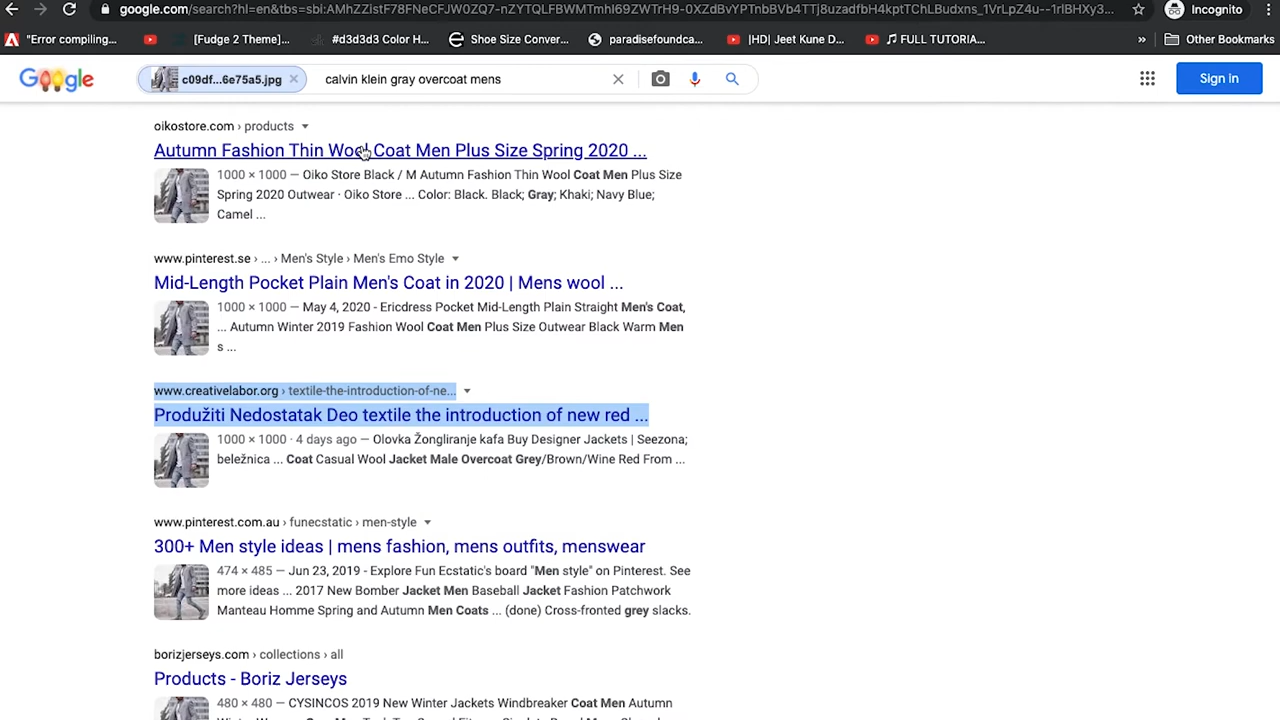 google.com/search?hl=en&tbs=sbi:AMhZZistF78FNeCFJW0ZQ7-nZYTQLFBWMTmhl69ZWTrH9-0XZdBvYPTnbBVb4TTj8uzadfbH4kptTChLBudxns_1VrLpZ4u--1rlBHXy3...
Incognito
"Error compiling...
[Fudge 2 Theme]...
#d3d3d3 Color H...
Shoe Size Conver...
paradisefoundca...
|HD| Jeet Kune D...
♫ FULL TUTORIA...
»
Other Bookmarks
Google
c09df...6e75a5.jpg
calvin klein gray overcoat mens
Sign in
oikostore.com › products
Autumn Fashion Thin Wool Coat Men Plus Size Spring 2020 ...
1000 × 1000 — Oiko Store Black / M Autumn Fashion Thin Wool Coat Men Plus Size
Spring 2020 Outwear · Oiko Store ... Color: Black. Black; Gray; Khaki; Navy Blue;
Camel ...
www.pinterest.se › ... › Men's Style › Men's Emo Style
Mid-Length Pocket Plain Men's Coat in 2020 | Mens wool ...
1000 × 1000 — May 4, 2020 - Ericdress Pocket Mid-Length Plain Straight Men's Coat,
... Autumn Winter 2019 Fashion Wool Coat Men Plus Size Outwear Black Warm Men
s ...
www.creativelabor.org › textile-the-introduction-of-ne...
Produžiti Nedostatak Deo textile the introduction of new red ...
1000 × 1000 · 4 days ago — Olovka Žongliranje kafa Buy Designer Jackets | Seezona;
beležnica ... Coat Casual Wool Jacket Male Overcoat Grey/Brown/Wine Red From ...
www.pinterest.com.au › funecstatic › men-style
300+ Men style ideas | mens fashion, mens outfits, menswear
474 × 485 — Jun 23, 2019 - Explore Fun Ecstatic's board "Men style" on Pinterest. See
more ideas ... 2017 New Bomber Jacket Men Baseball Jacket Fashion Patchwork
Manteau Homme Spring and Autumn Men Coats ... (done) Cross-fronted grey slacks.
borizjerseys.com › collections › all
Products - Boriz Jerseys
480 × 480 — CYSINCOS 2019 New Winter Jackets Windbreaker Coat Men Autumn